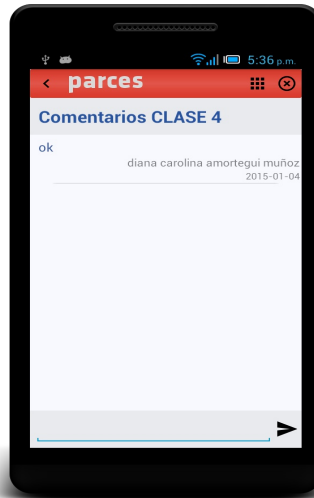 5:36 p.m.
parces
Comentarios CLASE 4
ok
diana carolina amortegui muñoz
2015-01-04